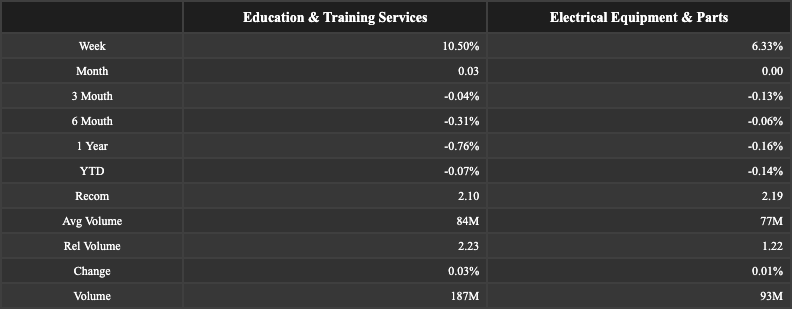 Education & Training Services Electrical Equipment & Parts
Week 10.50% 6.33%
Month 0.03 0.00
3 Mouth -0.04% -0.13%
6 Mouth -0.31% -0.06%
1 Year -0.76% -0.16%
YTD -0.07% -0.14%
Recom 2.10 2.19
Avg Volume 84M 77M
Rel Volume 2.23 1.22
Change 0.03% 0.01%
Volume 187M 93M